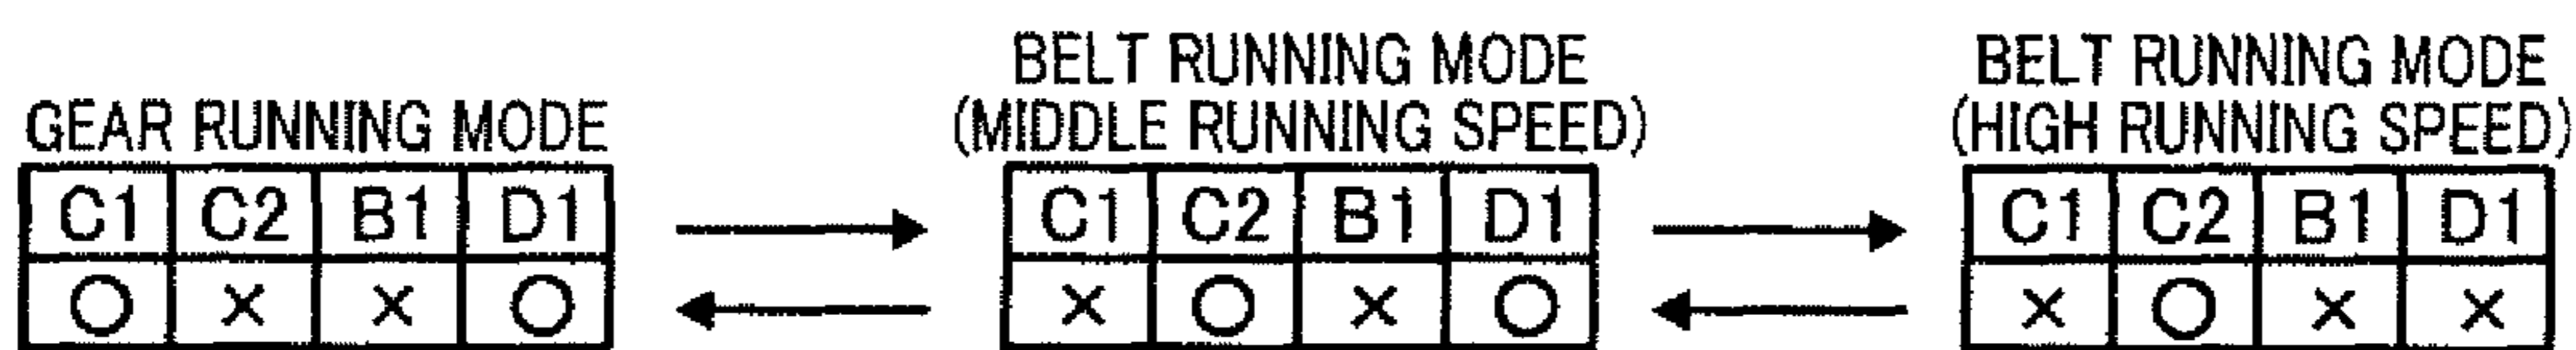 GEAR RUNNING MODE
C1 C2 B1 D1
○ × × ○
BELT RUNNING MODE
(MIDDLE RUNNING SPEED)
C1 C2 B1 D1
× ○ × ○
BELT RUNNING MODE
(HIGH RUNNING SPEED)
C1 C2 B1 D1
× ○ × ×